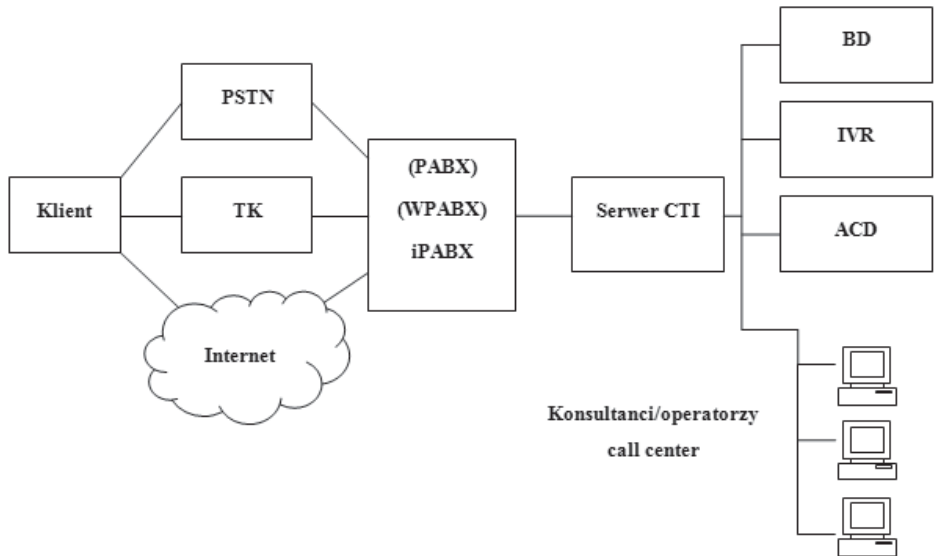 PSTN
Klient
TK
Internet
(PABX)
(WPABX)
iPABX
Serwer CTI
BD
IVR
ACD
Konsultanci/operatorzy
call center